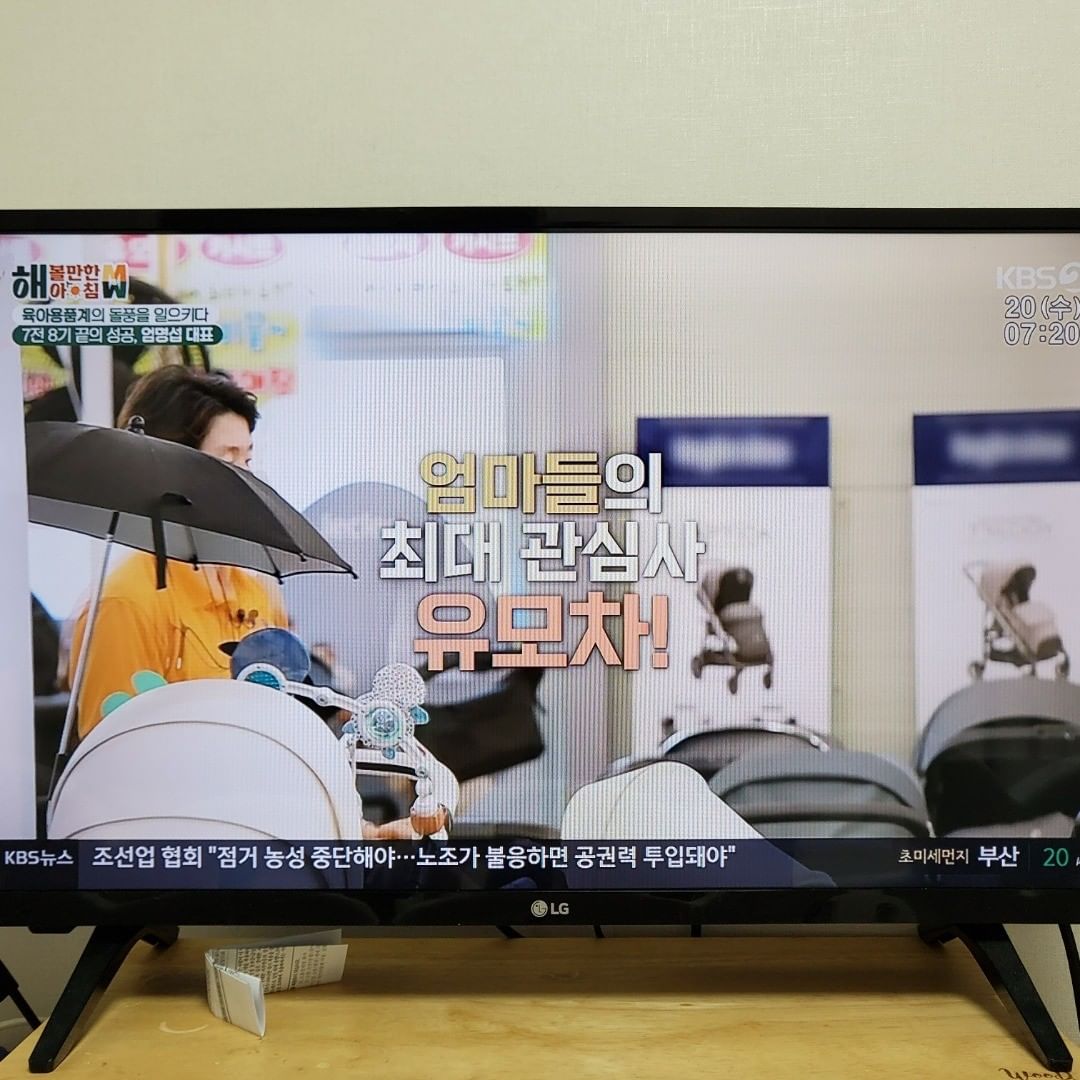 해볼만한
아침M
육아용품계의 돌풍을 일으키다
7전 8기 끝의 성공, 엄명섭 대표
KBS
20 (수)
07:20
엄마들의
최대 관심사
유모차!
KBS뉴스 조선업 협회 "점거 농성 중단해야…노조가 불응하면 공권력 투입돼야" 초미세먼지 부산 20
LG
Wood